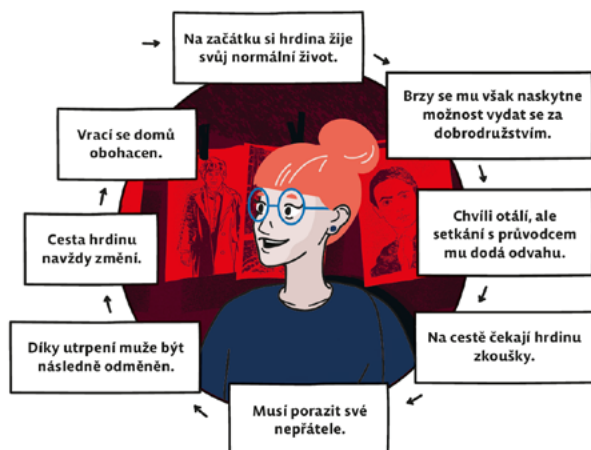 Na začátku si hrdina žije
svůj normální život.
Brzy se mu však naskytne
možnost vydat se za
dobrodružstvím.
Chvíli otálí, ale
setkání s průvodcem
mu dodá odvahu.
Na cestě čekají hrdinu
zkoušky.
Musí porazit své
nepřátele.
Díky utrpení muže být
následně odměněn.
Cesta hrdinu
navždy změní.
Vrací se domů
obohacen.